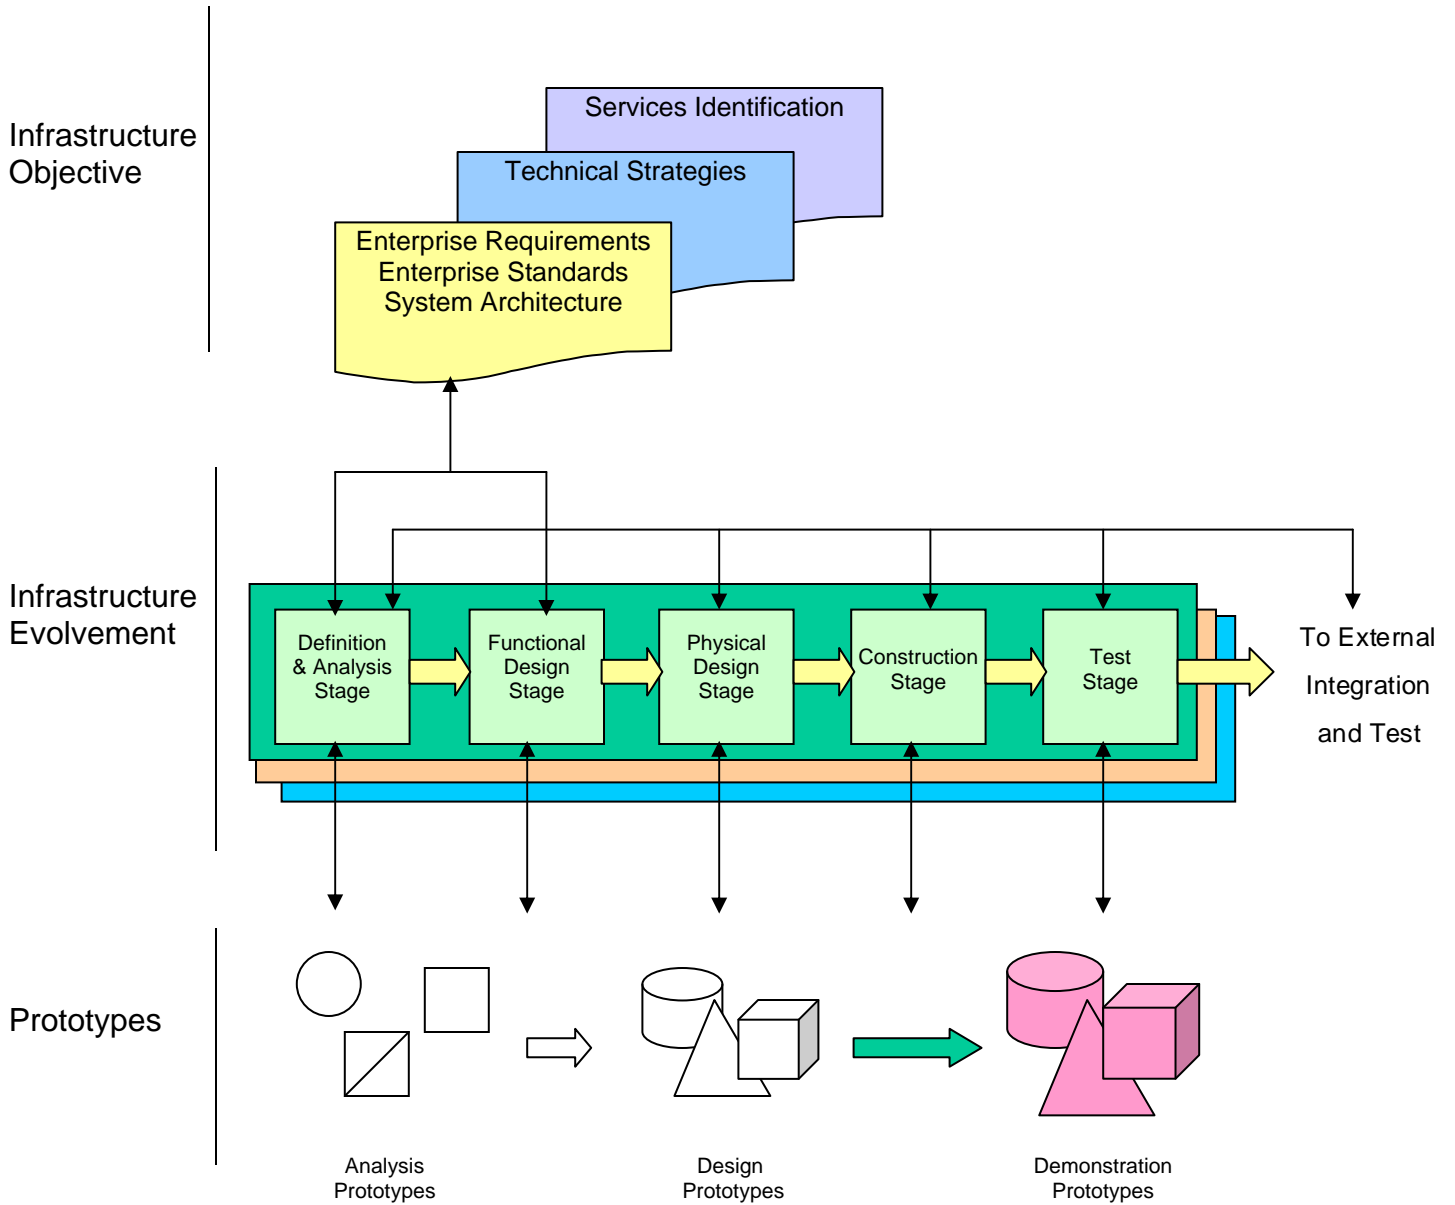 Infrastructure
Objective
Services Identification
Technical Strategies
Enterprise Requirements
Enterprise Standards
System Architecture
Infrastructure
Evolvement
Definition
& Analysis
Stage
Functional
Design
Stage
Physical
Design
Stage
Construction
Stage
Test
Stage
To External
Integration
and Test
Prototypes
Analysis
Prototypes
Design
Prototypes
Demonstration
Prototypes